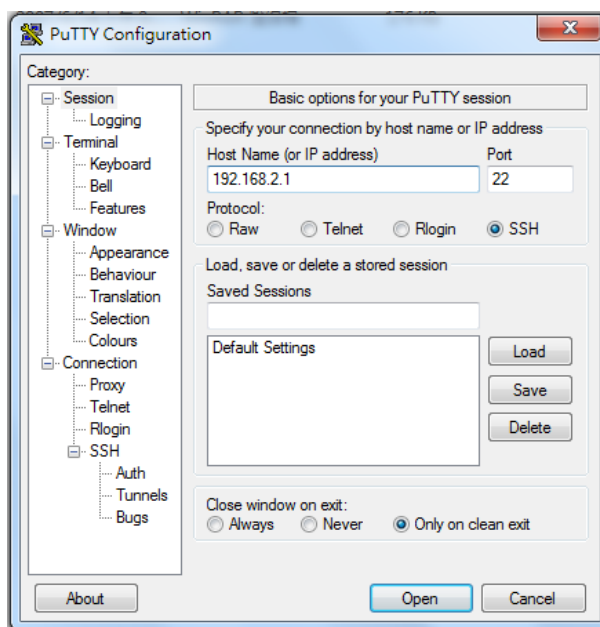 PuTTY Configuration
Category:
Session
Logging
Terminal
Keyboard
Bell
Features
Window
Appearance
Behaviour
Translation
Selection
Colours
Connection
Proxy
Telnet
Rlogin
SSH
Auth
Tunnels
Bugs
Basic options for your PuTTY session
Specify your connection by host name or IP address
Host Name (or IP address) Port
192.168.2.1 22
Protocol:
Raw Telnet Rlogin SSH
Load, save or delete a stored session
Saved Sessions
Default Settings
Load
Save
Delete
Close window on exit:
Always Never Only on clean exit
About Open Cancel